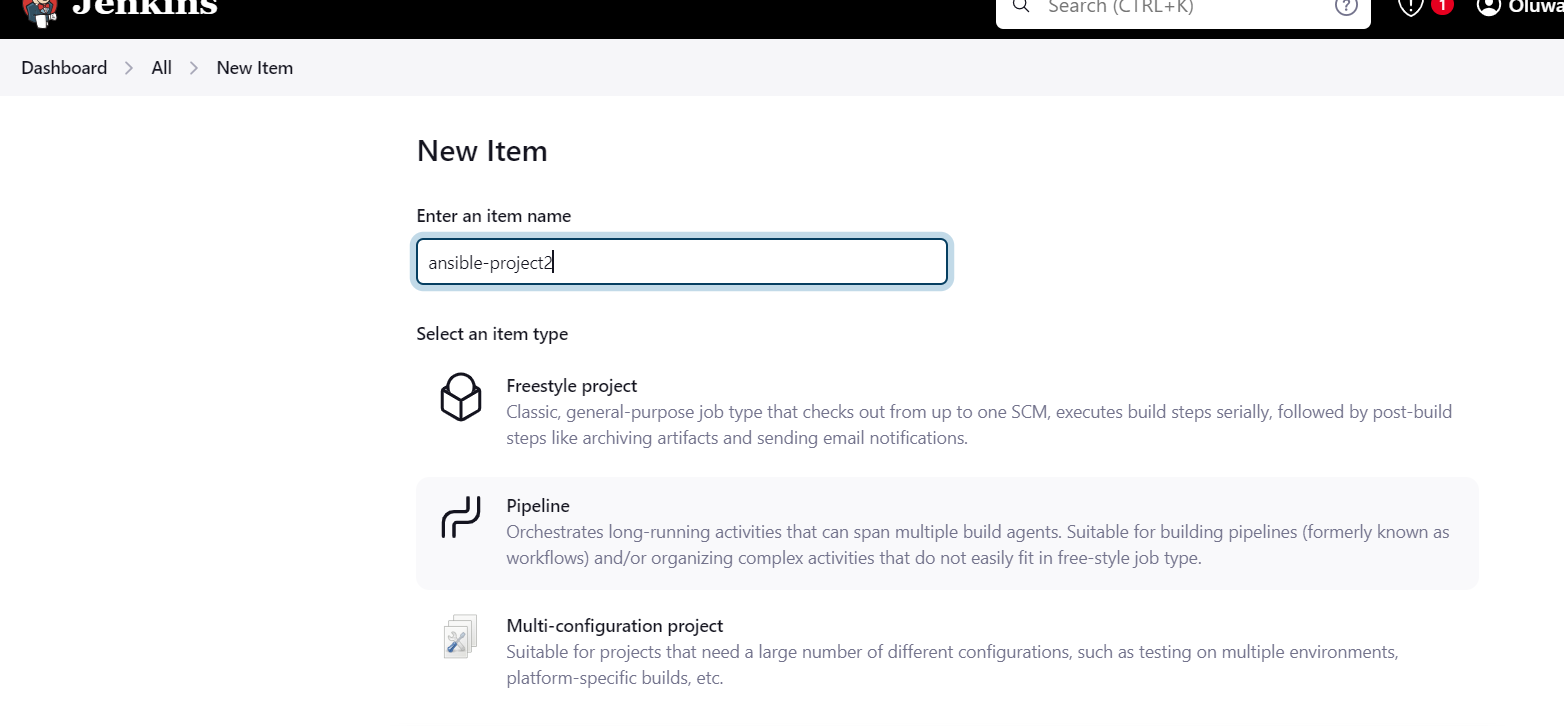 Jenkins
Search (CTRL+K)
?
1
Oluwa
Dashboard > All > New Item
New Item
Enter an item name
ansible-project2
Select an item type
Freestyle project
Classic, general-purpose job type that checks out from up to one SCM, executes build steps serially, followed by post-build
steps like archiving artifacts and sending email notifications.
Pipeline
Orchestrates long-running activities that can span multiple build agents. Suitable for building pipelines (formerly known as
workflows) and/or organizing complex activities that do not easily fit in free-style job type.
Multi-configuration project
Suitable for projects that need a large number of different configurations, such as testing on multiple environments,
platform-specific builds, etc.